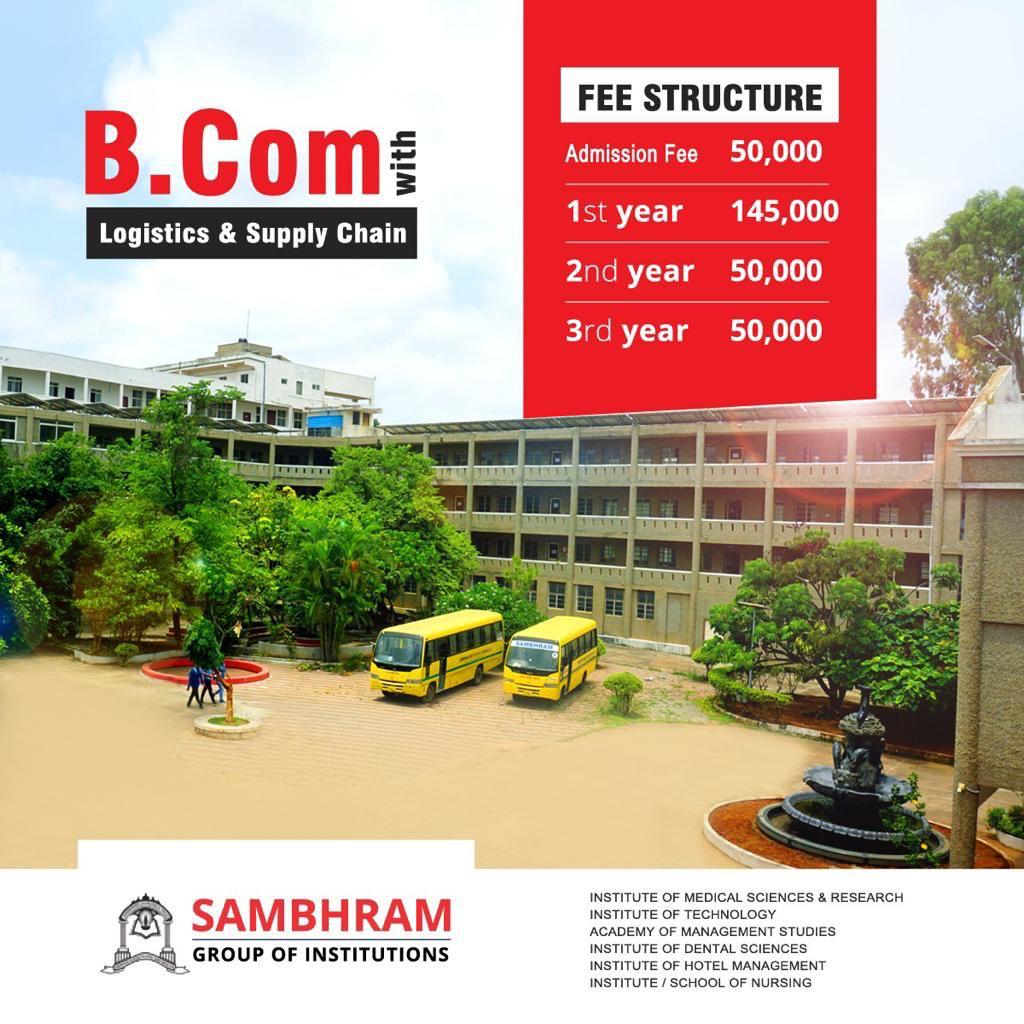 B.Com with
Logistics & Supply Chain
FEE STRUCTURE
Admission Fee 50,000
1st year 145,000
2nd year 50,000
3rd year 50,000
SAMBHRAM
SAMBHRAM
GROUP OF INSTITUTIONS
INSTITUTE OF MEDICAL SCIENCES & RESEARCH
INSTITUTE OF TECHNOLOGY
ACADEMY OF MANAGEMENT STUDIES
INSTITUTE OF DENTAL SCIENCES
INSTITUTE OF HOTEL MANAGEMENT
INSTITUTE / SCHOOL OF NURSING